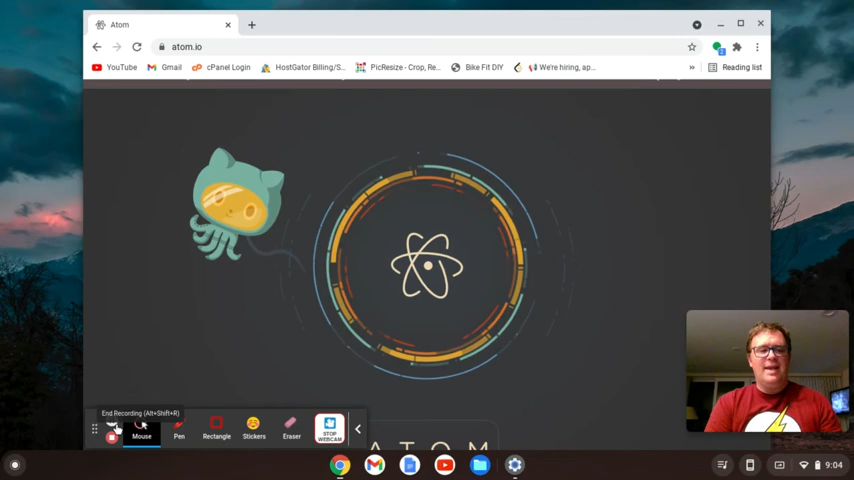 Atom
atom.io
YouTube
Gmail
cPanel Login
HostGator Billing/S...
PicResize - Crop, Re...
Bike Fit DIY
We're hiring, ap...
»
Reading list
End Recording (Alt+Shift+R)
Mouse
Pen
Rectangle
Stickers
Eraser
STOP
WEBCAM
ATOM
9:04